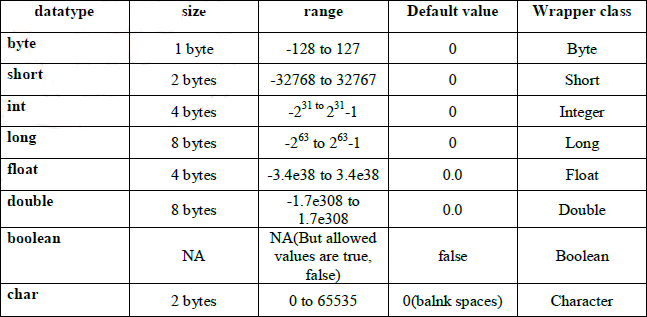 datatype size range Default value Wrapper class
byte 1 byte -128 to 127 0 Byte
short 2 bytes -32768 to 32767 0 Short
int 4 bytes -2^31 to 2^31-1 0 Integer
long 8 bytes -2^63 to 2^63-1 0 Long
float 4 bytes -3.4e38 to 3.4e38 0.0 Float
double 8 bytes -1.7e308 to
1.7e308 0.0 Double
boolean NA NA(But allowed
values are true,
false) false Boolean
char 2 bytes 0 to 65535 0(balnk spaces) Character